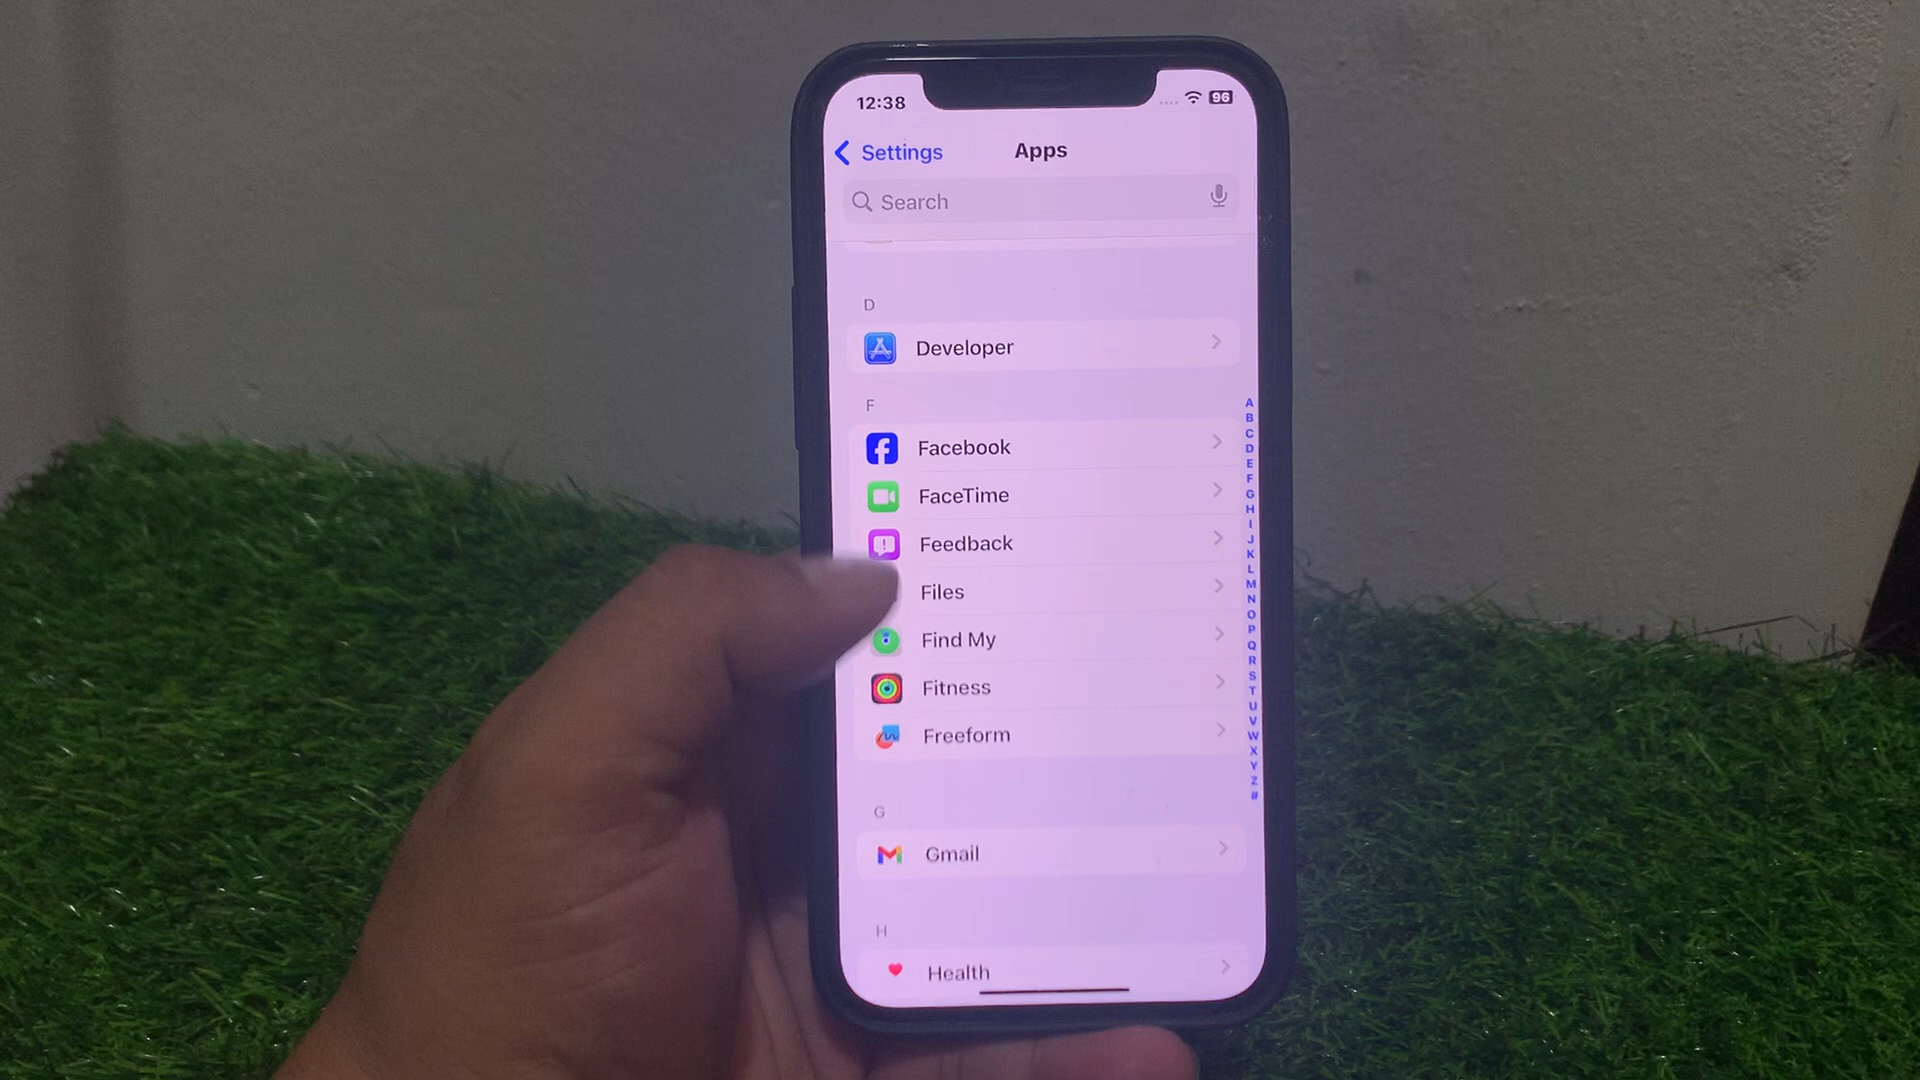 12:38
96
Settings
Apps
Search
D
Developer
F
Facebook
FaceTime
Feedback
Files
Find My
Fitness
Freeform
G
Gmail
H
Health
A
B
C
D
E
F
G
H
I
J
K
L
M
N
O
P
Q
R
S
T
U
V
W
X
Y
Z
#